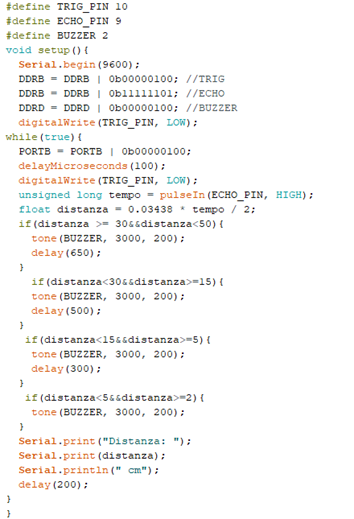 #define TRIG_PIN 10
#define ECHO_PIN 9
#define BUZZER 2
void setup(){
Serial.begin(9600);
DDRB = DDRB | 0b00000100; //TRIG
DDRB = DDRB | 0b11111101; //ECHO
DDRD = DDRD | 0b00000100; //BUZZER
digitalWrite(TRIG_PIN, LOW);
while(true){
PORTB = PORTB | 0b00000100;
delayMicroseconds(100);
digitalWrite(TRIG_PIN, LOW);
unsigned long tempo = pulseIn(ECHO_PIN, HIGH);
float distanza = 0.03438 * tempo / 2;
if(distanza >= 30&&distanza<50){
tone(BUZZER, 3000, 200);
delay(650);
}
if(distanza<30&&distanza>=15){
tone(BUZZER, 3000, 200);
delay(500);
}
if(distanza<15&&distanza>=5){
tone(BUZZER, 3000, 200);
delay(300);
}
if(distanza<5&&distanza>=2){
tone(BUZZER, 3000, 200);
}
Serial.print("Distanza: ");
Serial.print(distanza);
Serial.println(" cm");
delay(200);
}
}